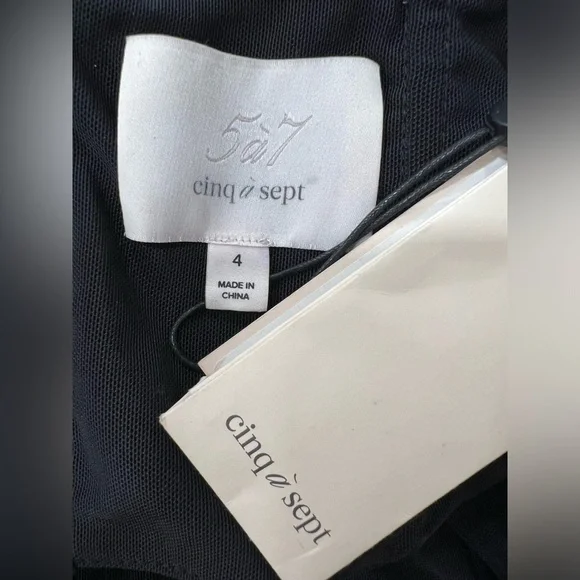 5à7
cinq à sept
4
MADE IN
CHINA
cinq à sept